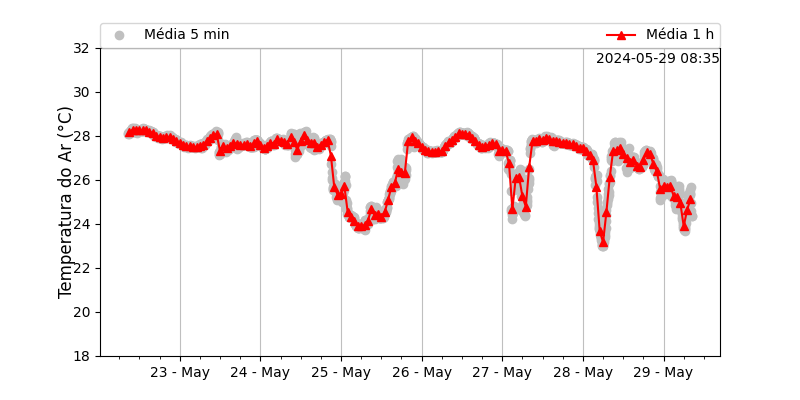 Média 5 min
Média 1 h
2024-05-29 08:35
Temperatura do Ar (°C)
32
30
28
26
24
22
20
18
23 - May
24 - May
25 - May
26 - May
27 - May
28 - May
29 - May